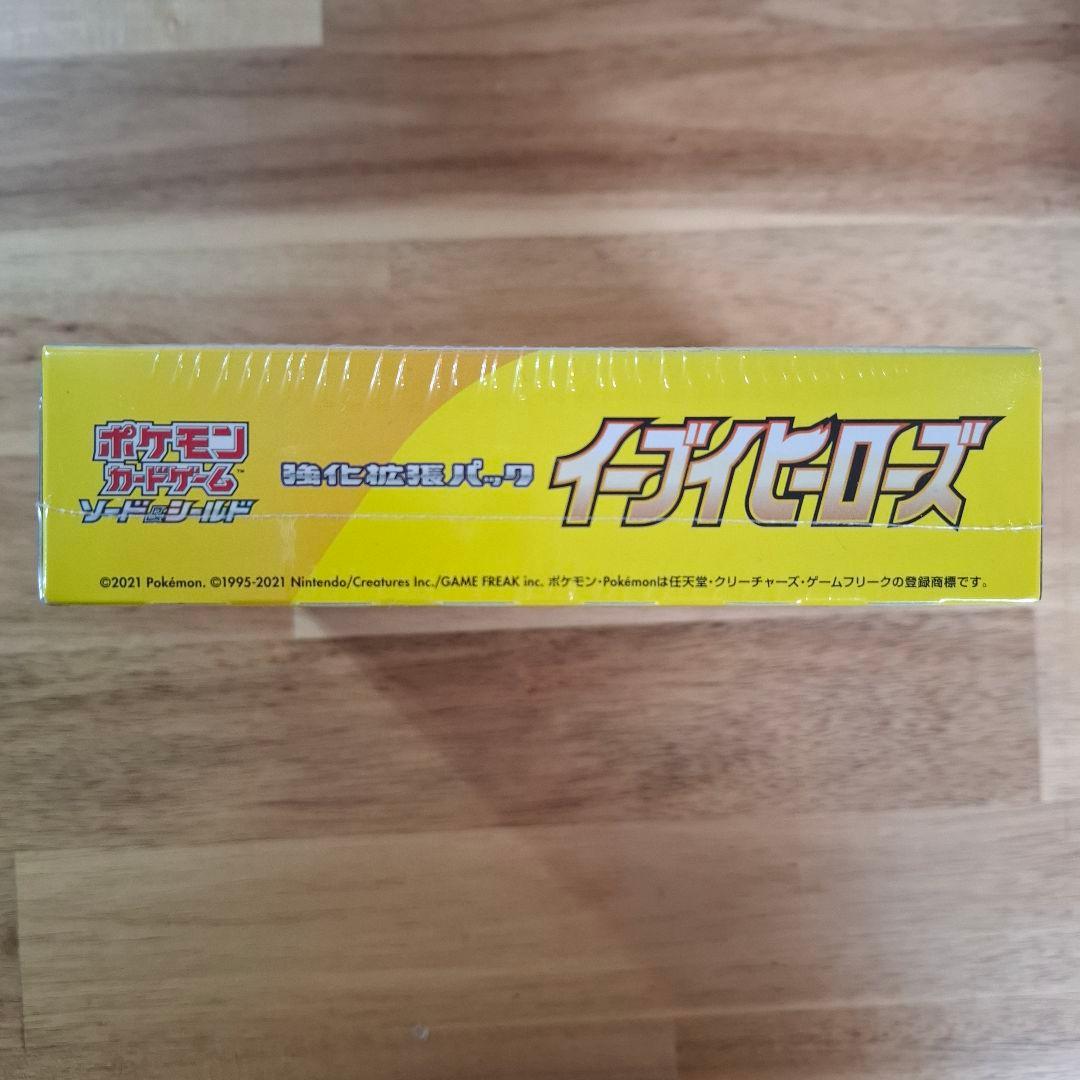 ポケモン
カードゲーム™
ソード&シールド
強化拡張パック
イーブイヒーローズ
©2021 Pokémon. ©1995-2021 Nintendo/Creatures Inc./GAME FREAK inc. ポケモン・Pokémonは任天堂・クリーチャーズ・ゲームフリークの登録商標です。